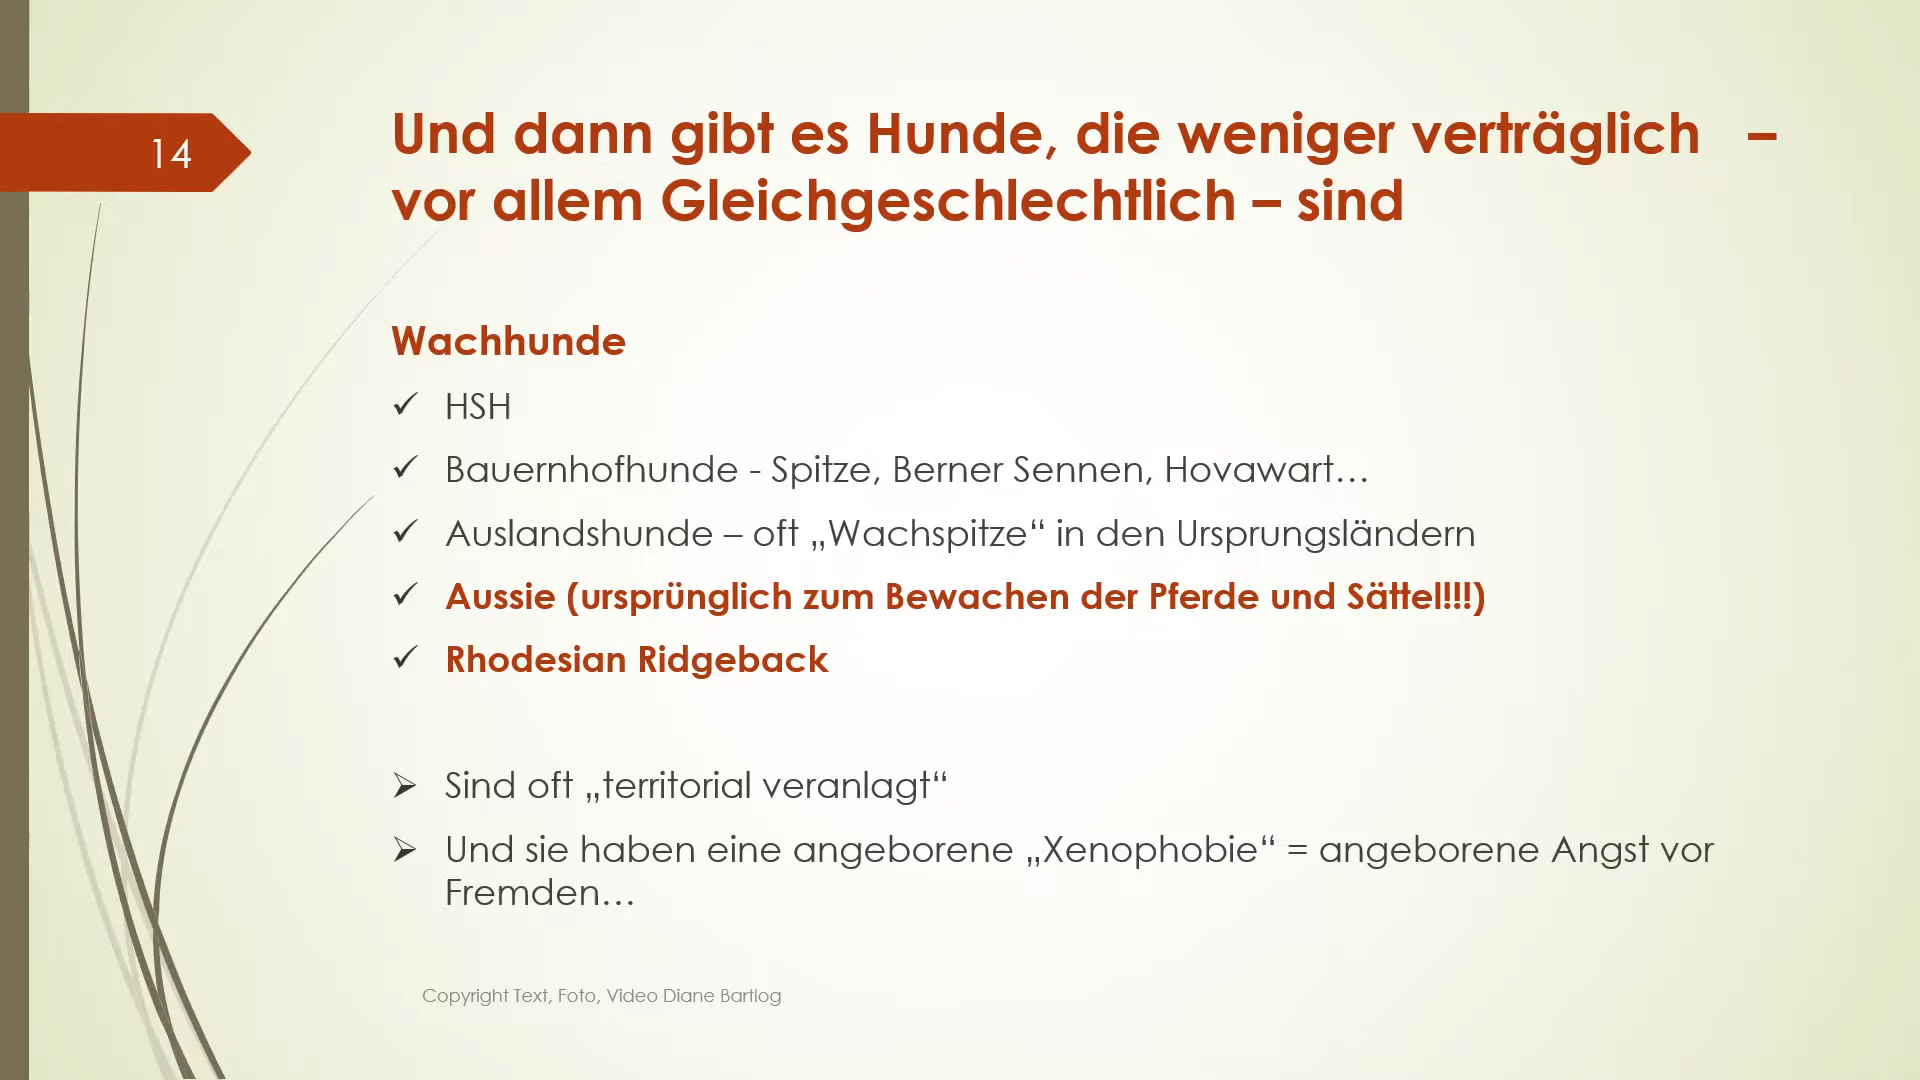 14
Und dann gibt es Hunde, die weniger verträglich –
vor allem Gleichgeschlechtlich – sind
Wachhunde
✓ HSH
✓ Bauernhofhunde - Spitze, Berner Sennen, Hovawart…
✓ Auslandshunde – oft „Wachspitze“ in den Ursprungsländern
✓ Aussie (ursprünglich zum Bewachen der Pferde und Sättel!!!)
✓ Rhodesian Ridgeback
➢ Sind oft „territorial veranlagt“
➢ Und sie haben eine angeborene „Xenophobie“ = angeborene Angst vor
Fremden…
Copyright Text, Foto, Video Diane Bartlog